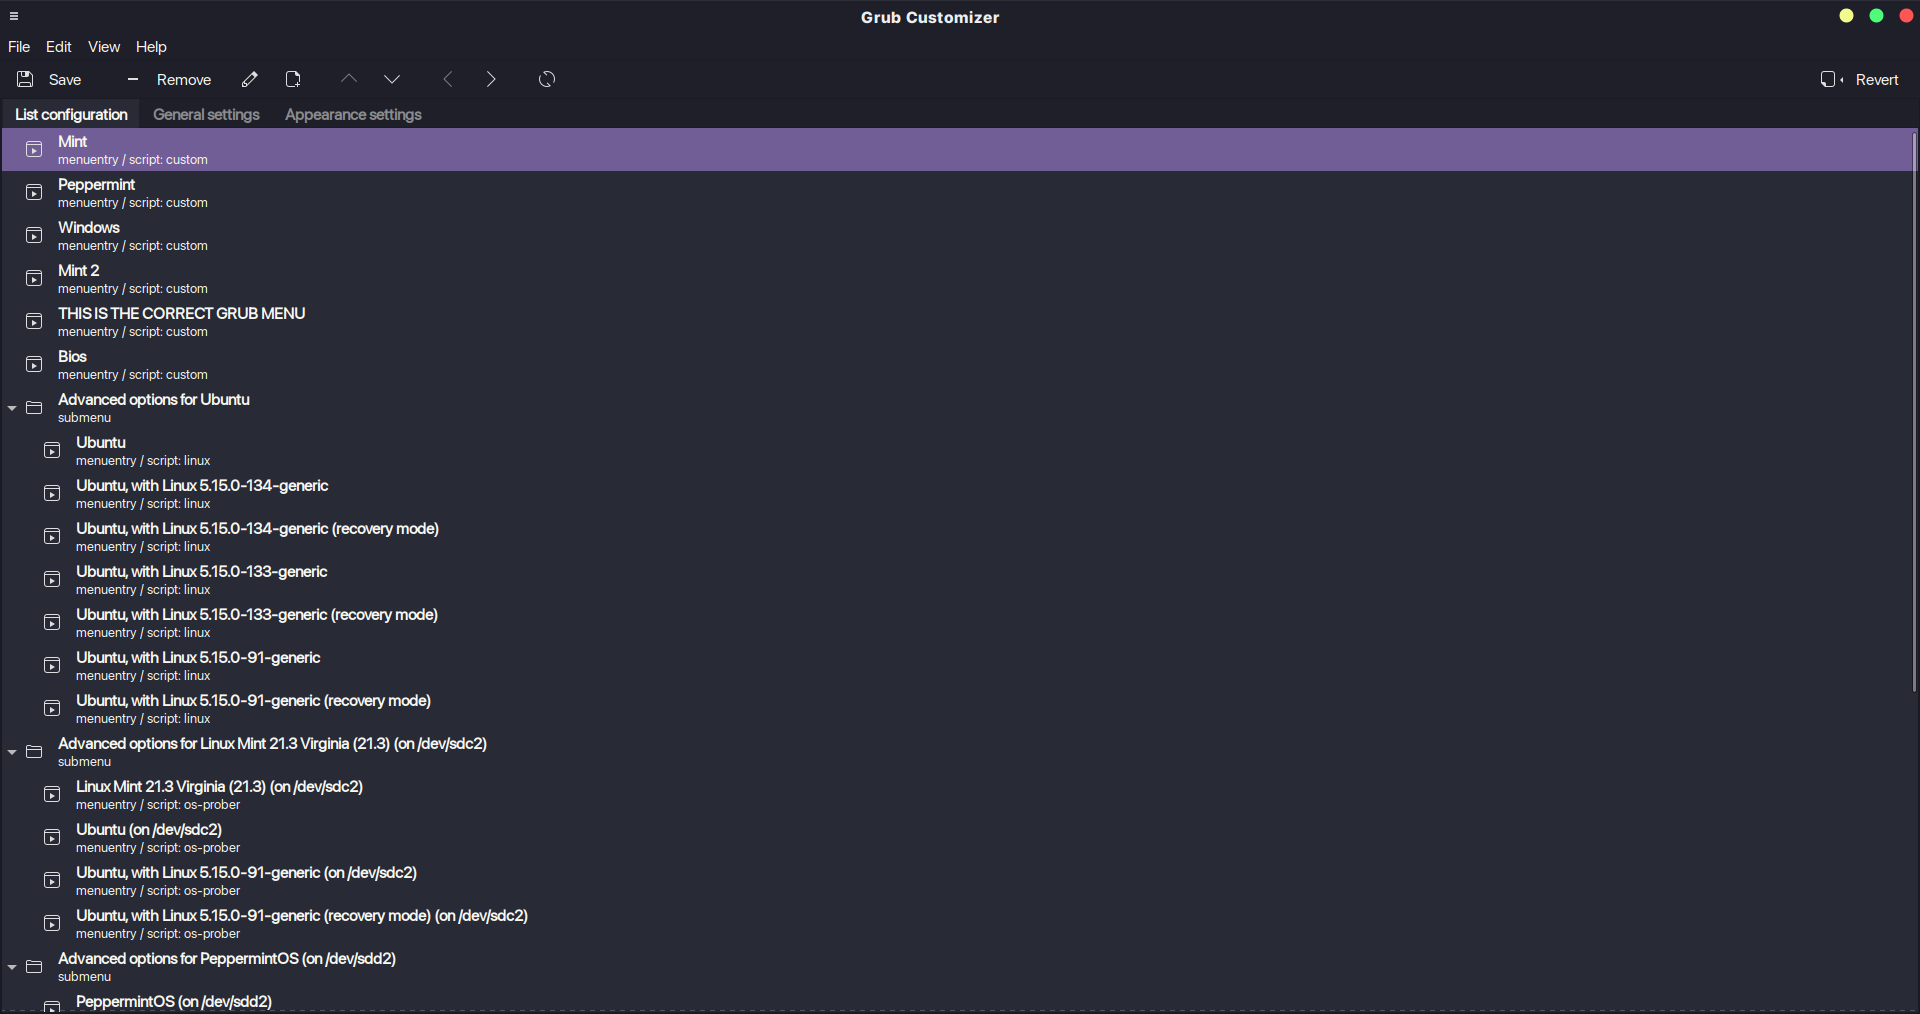 Grub Customizer
File Edit View Help
Save Remove Revert
List configuration General settings Appearance settings
Mint
menuentry / script: custom
Peppermint
menuentry / script: custom
Windows
menuentry / script: custom
Mint 2
menuentry / script: custom
THIS IS THE CORRECT GRUB MENU
menuentry / script: custom
Bios
menuentry / script: custom
Advanced options for Ubuntu
submenu
Ubuntu
menuentry / script: linux
Ubuntu, with Linux 5.15.0-134-generic
menuentry / script: linux
Ubuntu, with Linux 5.15.0-134-generic (recovery mode)
menuentry / script: linux
Ubuntu, with Linux 5.15.0-133-generic
menuentry / script: linux
Ubuntu, with Linux 5.15.0-133-generic (recovery mode)
menuentry / script: linux
Ubuntu, with Linux 5.15.0-91-generic
menuentry / script: linux
Ubuntu, with Linux 5.15.0-91-generic (recovery mode)
menuentry / script: linux
Advanced options for Linux Mint 21.3 Virginia (21.3) (on /dev/sdc2)
submenu
Linux Mint 21.3 Virginia (21.3) (on /dev/sdc2)
menuentry / script: os-prober
Ubuntu (on /dev/sdc2)
menuentry / script: os-prober
Ubuntu, with Linux 5.15.0-91-generic (on /dev/sdc2)
menuentry / script: os-prober
Ubuntu, with Linux 5.15.0-91-generic (recovery mode) (on /dev/sdc2)
menuentry / script: os-prober
Advanced options for PeppermintOS (on /dev/sdd2)
submenu
PeppermintOS (on /dev/sdd2)